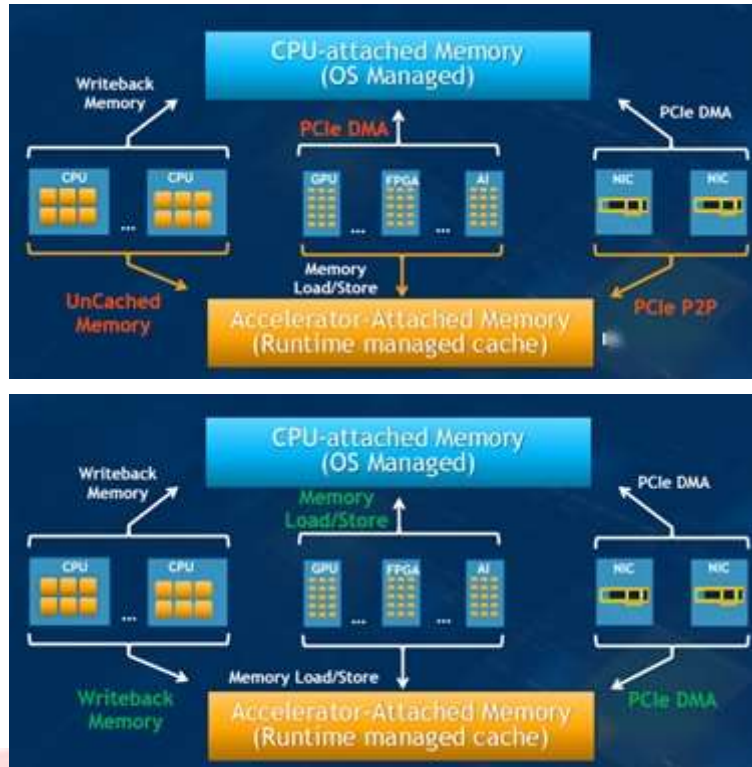 CPU-attached Memory
(OS Managed)
Writeback
Memory
PCIe DMA
PCIe DMA
CPU
CPU
GPU
FPGA
AI
NIC
NIC
...
...
...
Memory
Load/Store
UnCached
Memory
PCIe P2P
Accelerator-Attached Memory
(Runtime managed cache)
CPU-attached Memory
(OS Managed)
Writeback
Memory
Memory
Load/Store
PCIe DMA
CPU
CPU
GPU
FPGA
AI
NIC
NIC
...
...
...
Memory Load/Store
Writeback
Memory
PCIe DMA
Accelerator-Attached Memory
(Runtime managed cache)